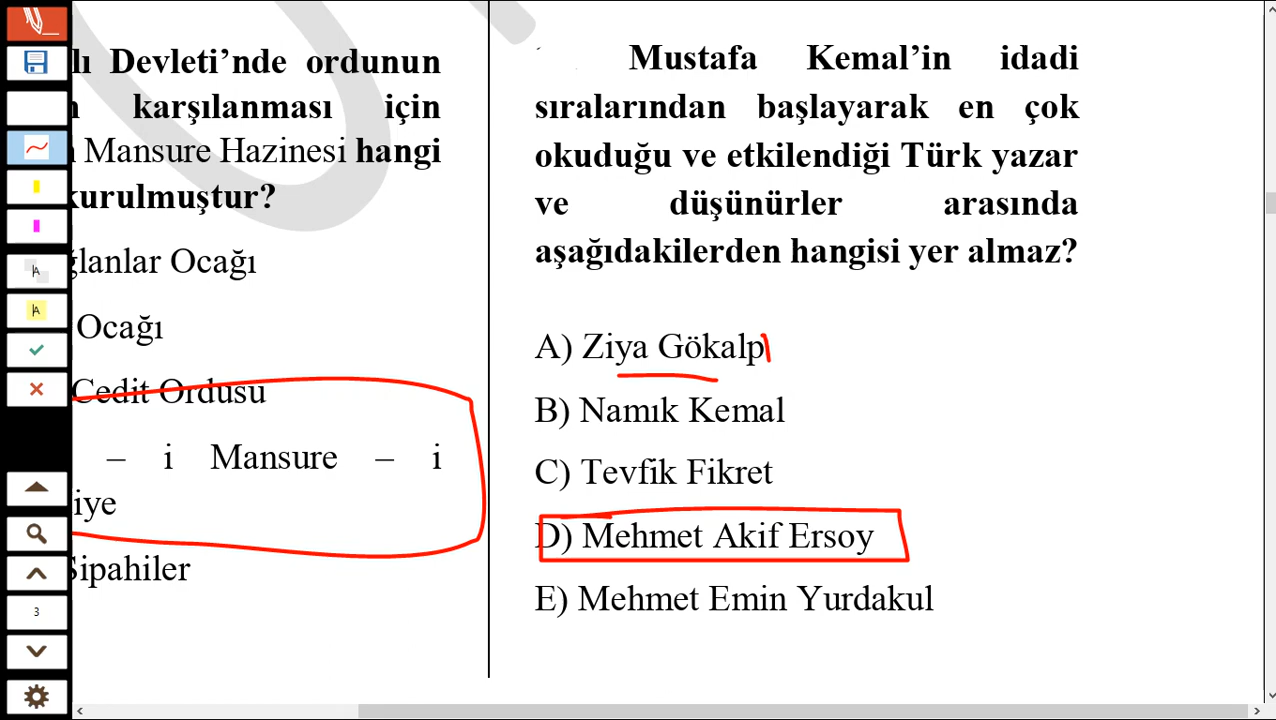 lı Devleti’nde ordunun
n karşılanması için
Mansure Hazinesi hangi
kurulmuştur?
ğlanlar Ocağı
Ocağı
Cedit Ordusu
– i Mansure – i
iye
Sipahiler
Mustafa Kemal’in idadi
sıralarından başlayarak en çok
okuduğu ve etkilendiği Türk yazar
ve düşünürler arasında
aşağıdakilerden hangisi yer almaz?
A) Ziya Gökalp
B) Namık Kemal
C) Tevfik Fikret
D) Mehmet Akif Ersoy
E) Mehmet Emin Yurdakul
3